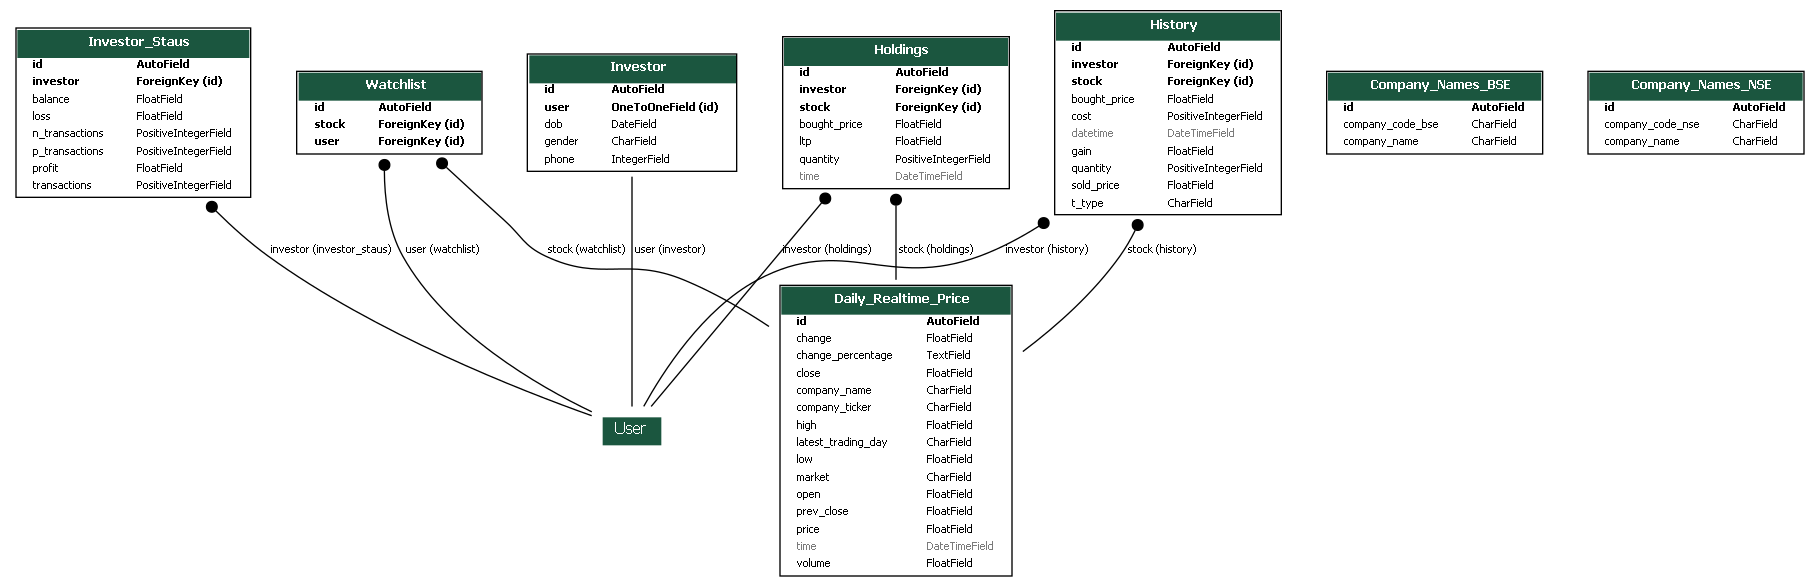 Investor_Staus
id AutoField
investor ForeignKey (id)
balance FloatField
loss FloatField
n_transactions PositiveIntegerField
p_transactions PositiveIntegerField
profit FloatField
transactions PositiveIntegerField
Watchlist
id AutoField
stock ForeignKey (id)
user ForeignKey (id)
Investor
id AutoField
user OneToOneField (id)
dob DateField
gender CharField
phone IntegerField
Holdings
id AutoField
investor ForeignKey (id)
stock ForeignKey (id)
bought_price FloatField
ltp FloatField
quantity PositiveIntegerField
time DateTimeField
History
id AutoField
investor ForeignKey (id)
stock ForeignKey (id)
bought_price FloatField
cost PositiveIntegerField
datetime DateTimeField
gain FloatField
quantity PositiveIntegerField
sold_price FloatField
t_type CharField
Company_Names_BSE
id AutoField
company_code_bse CharField
company_name CharField
Company_Names_NSE
id AutoField
company_code_nse CharField
company_name CharField
investor (investor_staus)
user (watchlist)
stock (watchlist)
user (investor)
investor (holdings)
stock (holdings)
investor (history)
stock (history)
User
Daily_Realtime_Price
id AutoField
change FloatField
change_percentage TextField
close FloatField
company_name CharField
company_ticker CharField
high FloatField
latest_trading_day CharField
low FloatField
market CharField
open FloatField
prev_close FloatField
price FloatField
time DateTimeField
volume FloatField